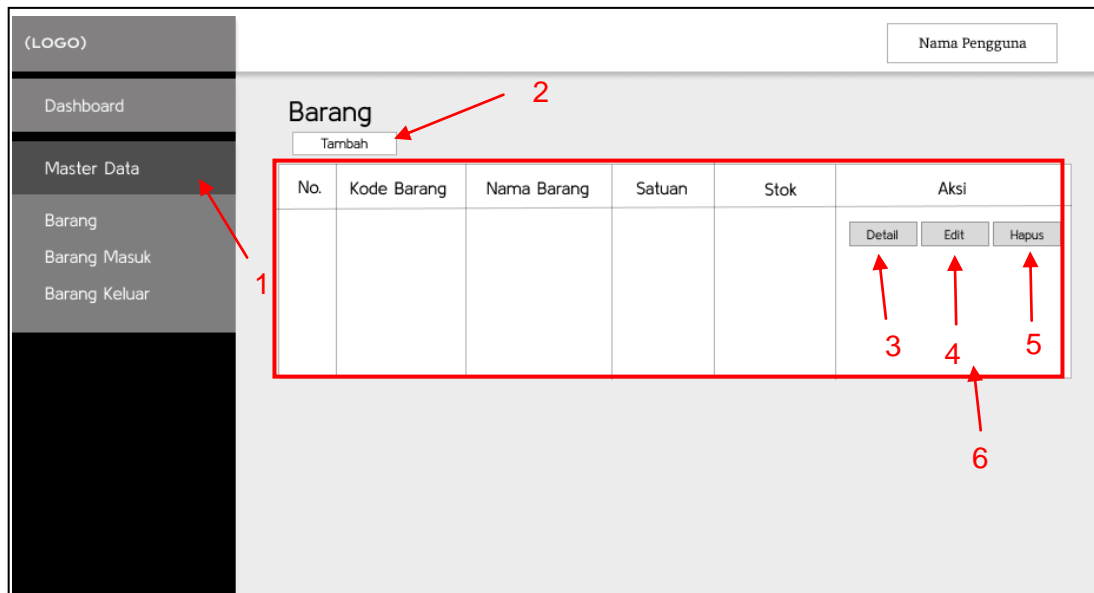 (LOGO)
Nama Pengguna
Dashboard
Master Data
Barang
Barang Masuk
Barang Keluar
1
Barang
2
Tambah
No. Kode Barang Nama Barang Satuan Stok Aksi
Detail Edit Hapus
3 4 5
6